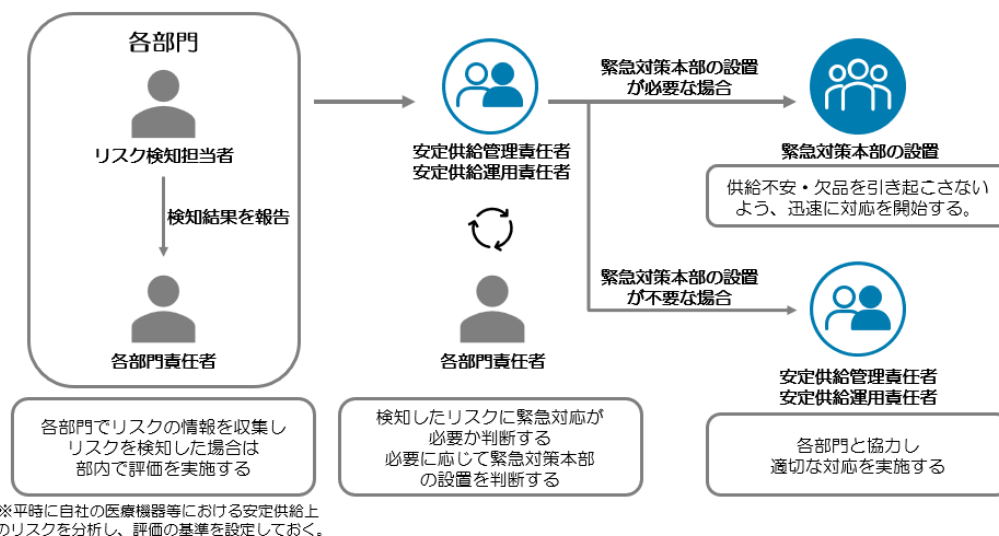 各部門
リスク検知担当者
検知結果を報告
各部門責任者
各部門でリスクの情報を収集し
リスクを検知した場合は
部内で評価を実施する
※平時に自社の医療機器等における安定供給上
のリスクを分析し、評価の基準を設定しておく。
安定供給管理責任者
安定供給運用責任者
各部門責任者
検知したリスクに緊急対応が
必要か判断する
必要に応じて緊急対策本部
の設置を判断する
緊急対策本部の設置
が必要な場合
緊急対策本部の設置
供給不安・欠品を引き起こさない
よう、迅速に対応を開始する。
緊急対策本部の設置
が不要な場合
安定供給管理責任者
安定供給運用責任者
各部門と協力し
適切な対応を実施する